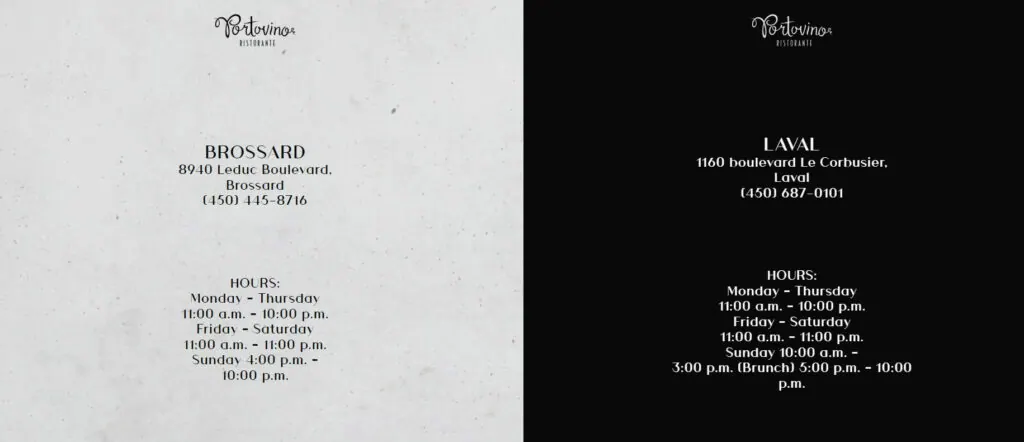 Portovino
RISTORANTE
BROSSARD
8940 Leduc Boulevard,
Brossard
(450) 445-8716
HOURS:
Monday - Thursday
11:00 a.m. - 10:00 p.m.
Friday - Saturday
11:00 a.m. - 11:00 p.m.
Sunday 4:00 p.m. -
10:00 p.m.
Portovino
RISTORANTE
LAVAL
1160 boulevard Le Corbusier,
Laval
(450) 687-0101
HOURS:
Monday - Thursday
11:00 a.m. - 10:00 p.m.
Friday - Saturday
11:00 a.m. - 11:00 p.m.
Sunday 10:00 a.m. -
3:00 p.m. (Brunch) 5:00 p.m. - 10:00
p.m.